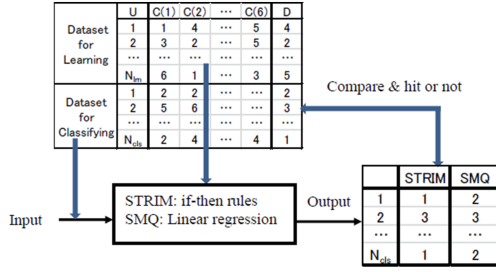 U C(1) C(2) ... C(6) D
Dataset for Learning
1 1 4 ... 5 4
2 3 2 ... 5 2
... ... ... ... ...
Nlrn 6 1 ... 3 5
Dataset for Classifying
1 2 2 ... ... 2
2 5 6 ... ... 3
... ... ... ...
Ncls 2 4 ... 4 1
Compare & hit or not
Input
STRIM: if-then rules
SMQ: Linear regression
Output
STRIM SMQ
1 1 2
2 3 3
... ...
Ncls 1 2